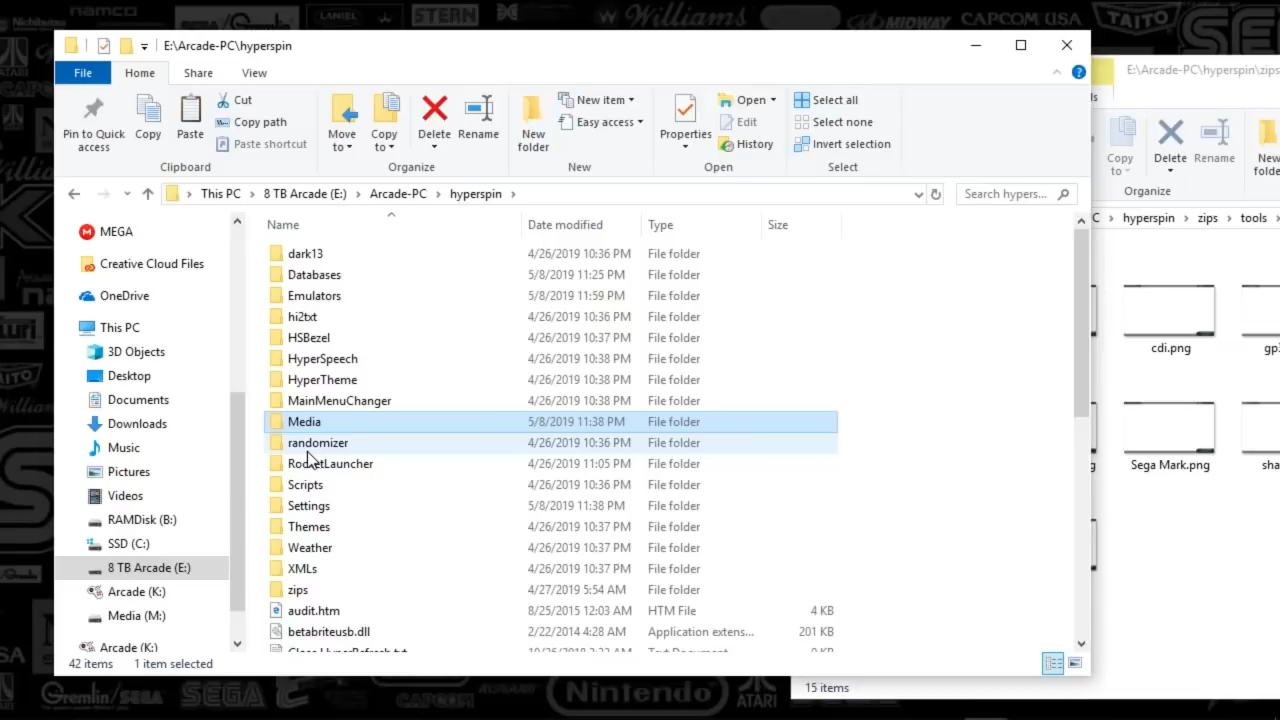 namco
Nichibutsu
SEGA/Gremlin
LANIEL
STERN
Williams
MIDWAY
CAPCOM USA
TAITO
E:\Arcade-PC\hyperspin
File
Home
Share
View
Pin to Quick access
Copy
Paste
Cut
Copy path
Paste shortcut
Clipboard
Move to
Copy to
Delete
Rename
Organize
New folder
New item
Easy access
New
Properties
Open
Edit
History
Open
Select all
Select none
Invert selection
Select
This PC
8 TB Arcade (E:)
Arcade-PC
hyperspin
Search hypers...
MEGA
Creative Cloud Files
OneDrive
This PC
3D Objects
Desktop
Documents
Downloads
Music
Pictures
Videos
RAMDisk (B:)
SSD (C:)
8 TB Arcade (E:)
Arcade (K:)
Media (M:)
Arcade (K:)
Name Date modified Type Size
dark13 4/26/2019 10:36 PM File folder
Databases 5/8/2019 11:25 PM File folder
Emulators 5/8/2019 11:59 PM File folder
hi2txt 4/26/2019 10:36 PM File folder
HSBezel 4/26/2019 10:37 PM File folder
HyperSpeech 4/26/2019 10:38 PM File folder
HyperTheme 4/26/2019 10:38 PM File folder
MainMenuChanger 4/26/2019 10:38 PM File folder
Media 5/8/2019 11:38 PM File folder
randomizer 4/26/2019 10:36 PM File folder
RocketLauncher 4/26/2019 11:05 PM File folder
Scripts 4/26/2019 10:36 PM File folder
Settings 5/8/2019 11:38 PM File folder
Themes 4/26/2019 10:37 PM File folder
Weather 4/26/2019 10:37 PM File folder
XMLs 4/26/2019 10:37 PM File folder
zips 4/27/2019 5:54 AM File folder
audit.htm 8/25/2015 12:03 AM HTM File 4 KB
betabriteusb.dll 2/22/2014 4:28 AM Application extens... 201 KB
42 items 1 item selected
E:\Arcade-PC\hyperspin\zips
Copy to
Delete
Rename
Organize
hyperspin
zips
tools
cdi.png
Sega Mark.png
15 items
Gremlin/SEGA
SEGA
CAPCOM
Nintendo
ATARI